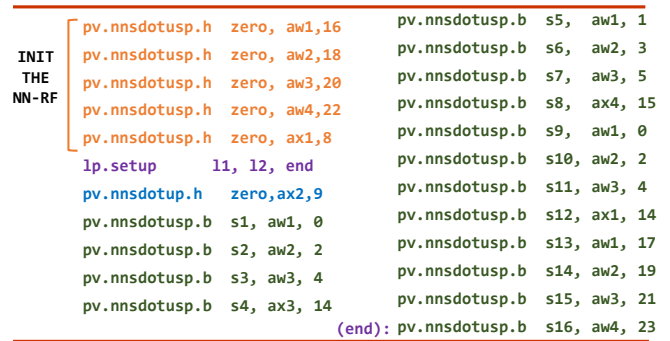 INIT
THE
NN-RF
pv.nnsdotusp.h zero, aw1,16
pv.nnsdotusp.h zero, aw2,18
pv.nnsdotusp.h zero, aw3,20
pv.nnsdotusp.h zero, aw4,22
pv.nnsdotusp.h zero, ax1,8
lp.setup l1, l2, end
pv.nnsdotup.h zero,ax2,9
pv.nnsdotusp.b s1, aw1, 0
pv.nnsdotusp.b s2, aw2, 2
pv.nnsdotusp.b s3, aw3, 4
pv.nnsdotusp.b s4, ax3, 14
pv.nnsdotusp.b s5, aw1, 1
pv.nnsdotusp.b s6, aw2, 3
pv.nnsdotusp.b s7, aw3, 5
pv.nnsdotusp.b s8, ax4, 15
pv.nnsdotusp.b s9, aw1, 0
pv.nnsdotusp.b s10, aw2, 2
pv.nnsdotusp.b s11, aw3, 4
pv.nnsdotusp.b s12, ax1, 14
pv.nnsdotusp.b s13, aw1, 17
pv.nnsdotusp.b s14, aw2, 19
pv.nnsdotusp.b s15, aw3, 21
(end): pv.nnsdotusp.b s16, aw4, 23